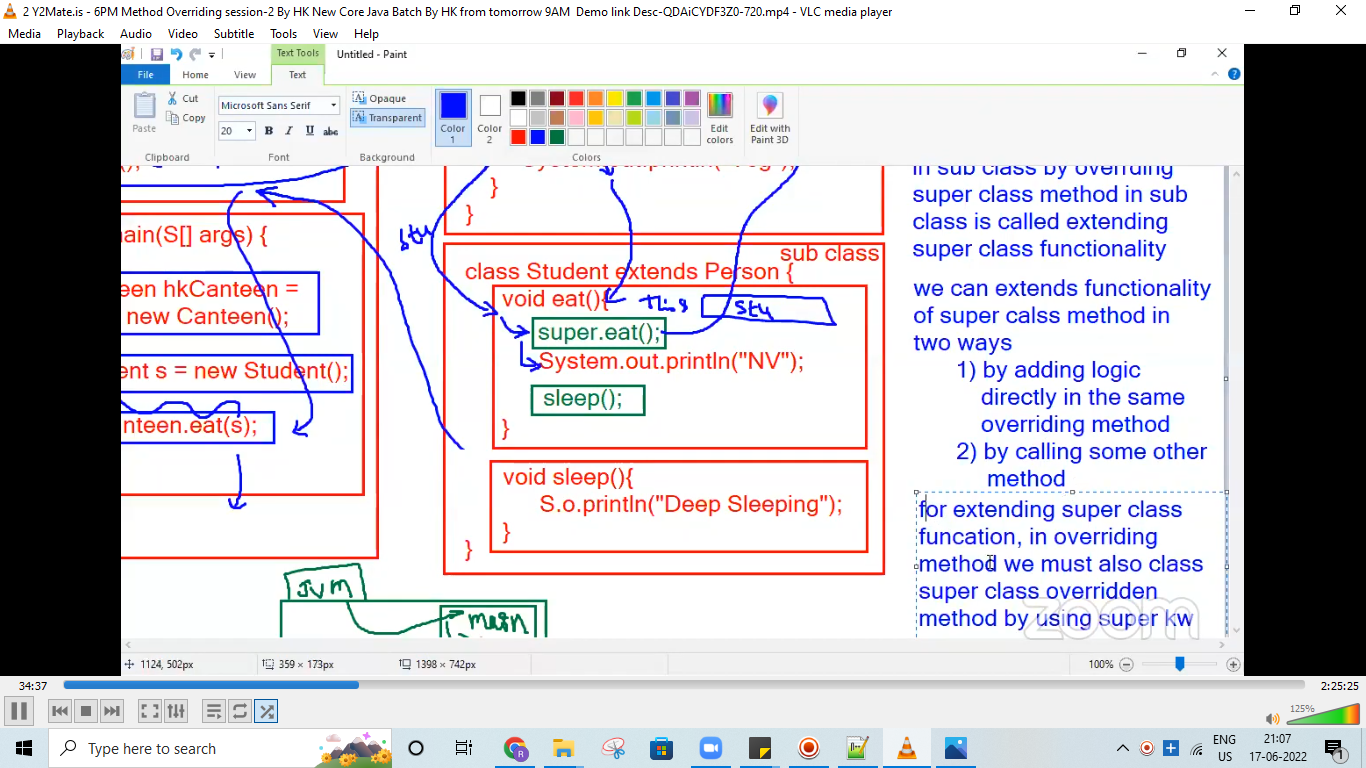 2 Y2Mate.is - 6PM Method Overriding session-2 By HK New Core Java Batch By HK from tomorrow 9AM  Demo link Desc-QDAiCYDF3Z0-720.mp4 - VLC media player
Media Playback Audio Video Subtitle Tools View Help
Text Tools
Untitled - Paint
File Home View Text
Paste
Cut
Copy
Clipboard
Microsoft Sans Serif
20 B I U abc
Font
Opaque
Transparent
Background
Color 1
Color 2
Colors
Edit colors
Edit with Paint 3D
}
}
ain(S[] args) {
een hkCanteen =
new Canteen();
ent s = new Student();
nteen.eat(s);
stu
sub class
class Student extends Person {
void eat(){
this
stu
super.eat();
System.out.println("NV");
sleep();
}
void sleep(){
S.o.println("Deep Sleeping");
}
}
JVM
main
in sub class by overrding
super class method in sub
class is called extending
super class functionality
we can extends functionality
of super calss method in
two ways
1) by adding logic
directly in the same
overriding method
2) by calling some other
method
for extending super class
funcation, in overriding
method we must also class
super class overridden
method by using super kw
zoom
1124, 502px
359 × 173px
1398 × 742px
100%
34:37
2:25:25
125%
Type here to search
ENG
US
21:07
17-06-2022
1